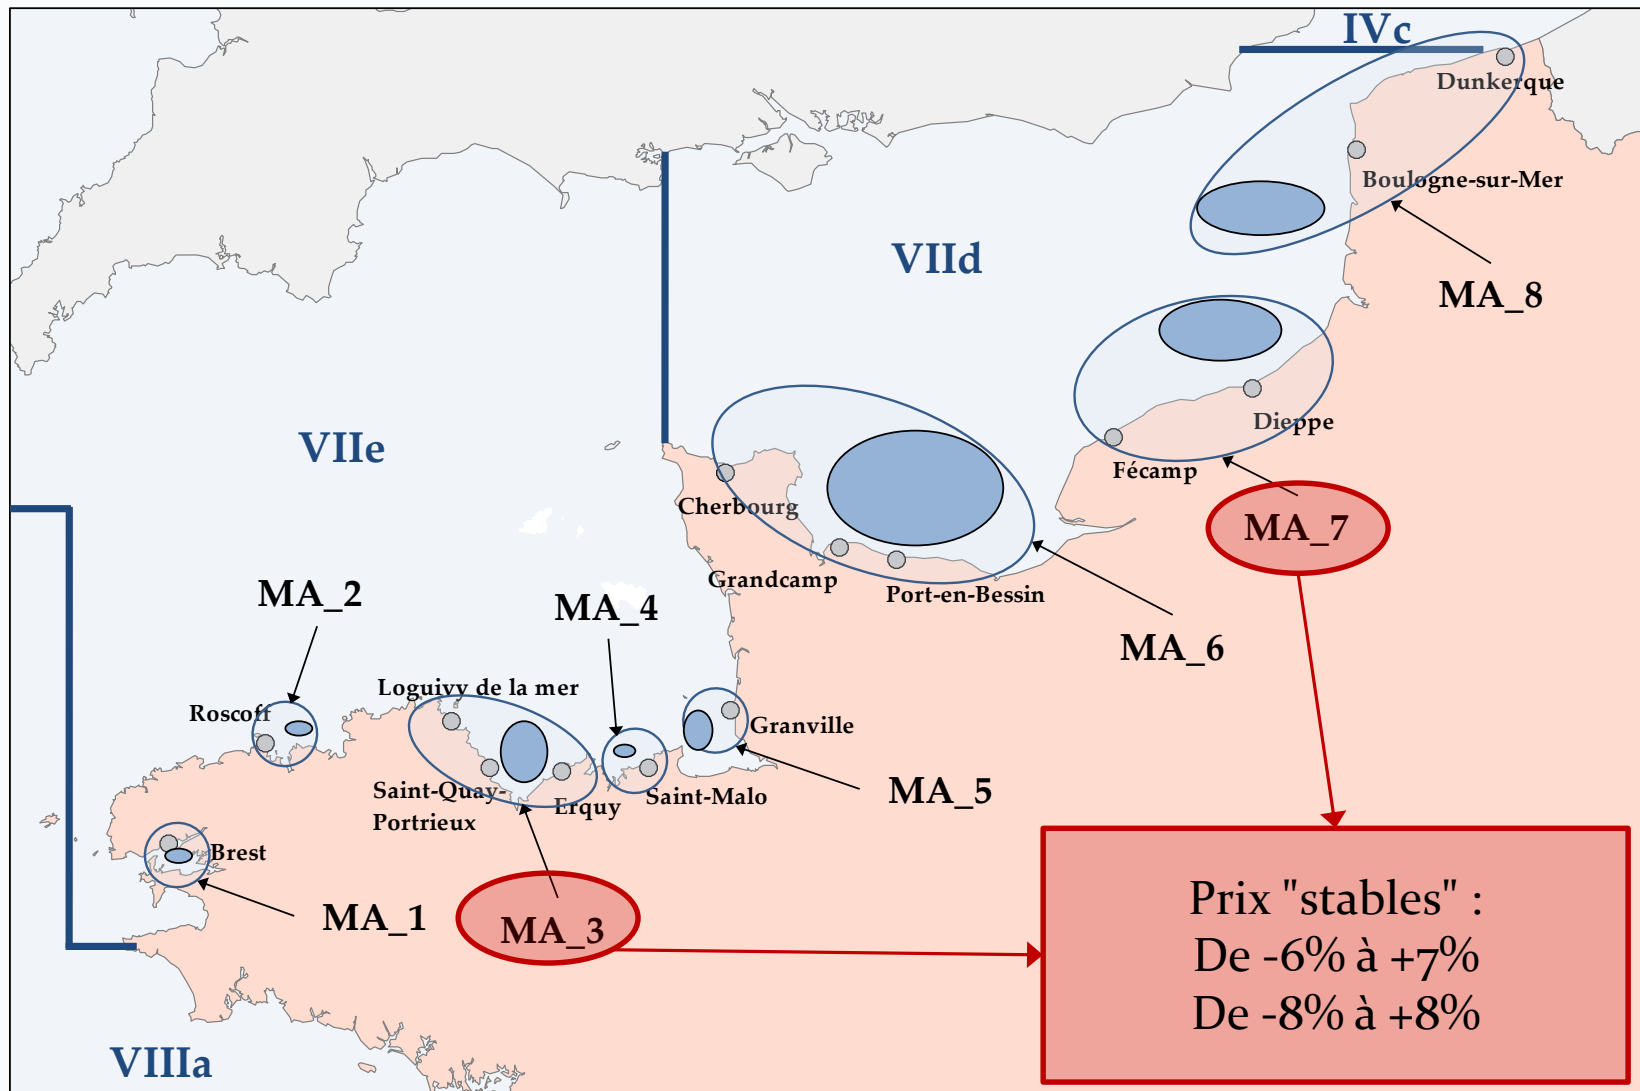 IVc
Dunkerque
Boulogne-sur-Mer
VIId
MA_8
Dieppe
Fécamp
VIIe
Cherbourg
MA_7
Grandcamp
Port-en-Bessin
MA_2
MA_4
MA_6
Loguivy de la mer
Roscoff
Granville
Saint-Quay-
Portrieux
Erquy
Saint-Malo
MA_5
Brest
MA_1
MA_3
Prix "stables" :
De -6% à +7%
De -8% à +8%
VIIIa